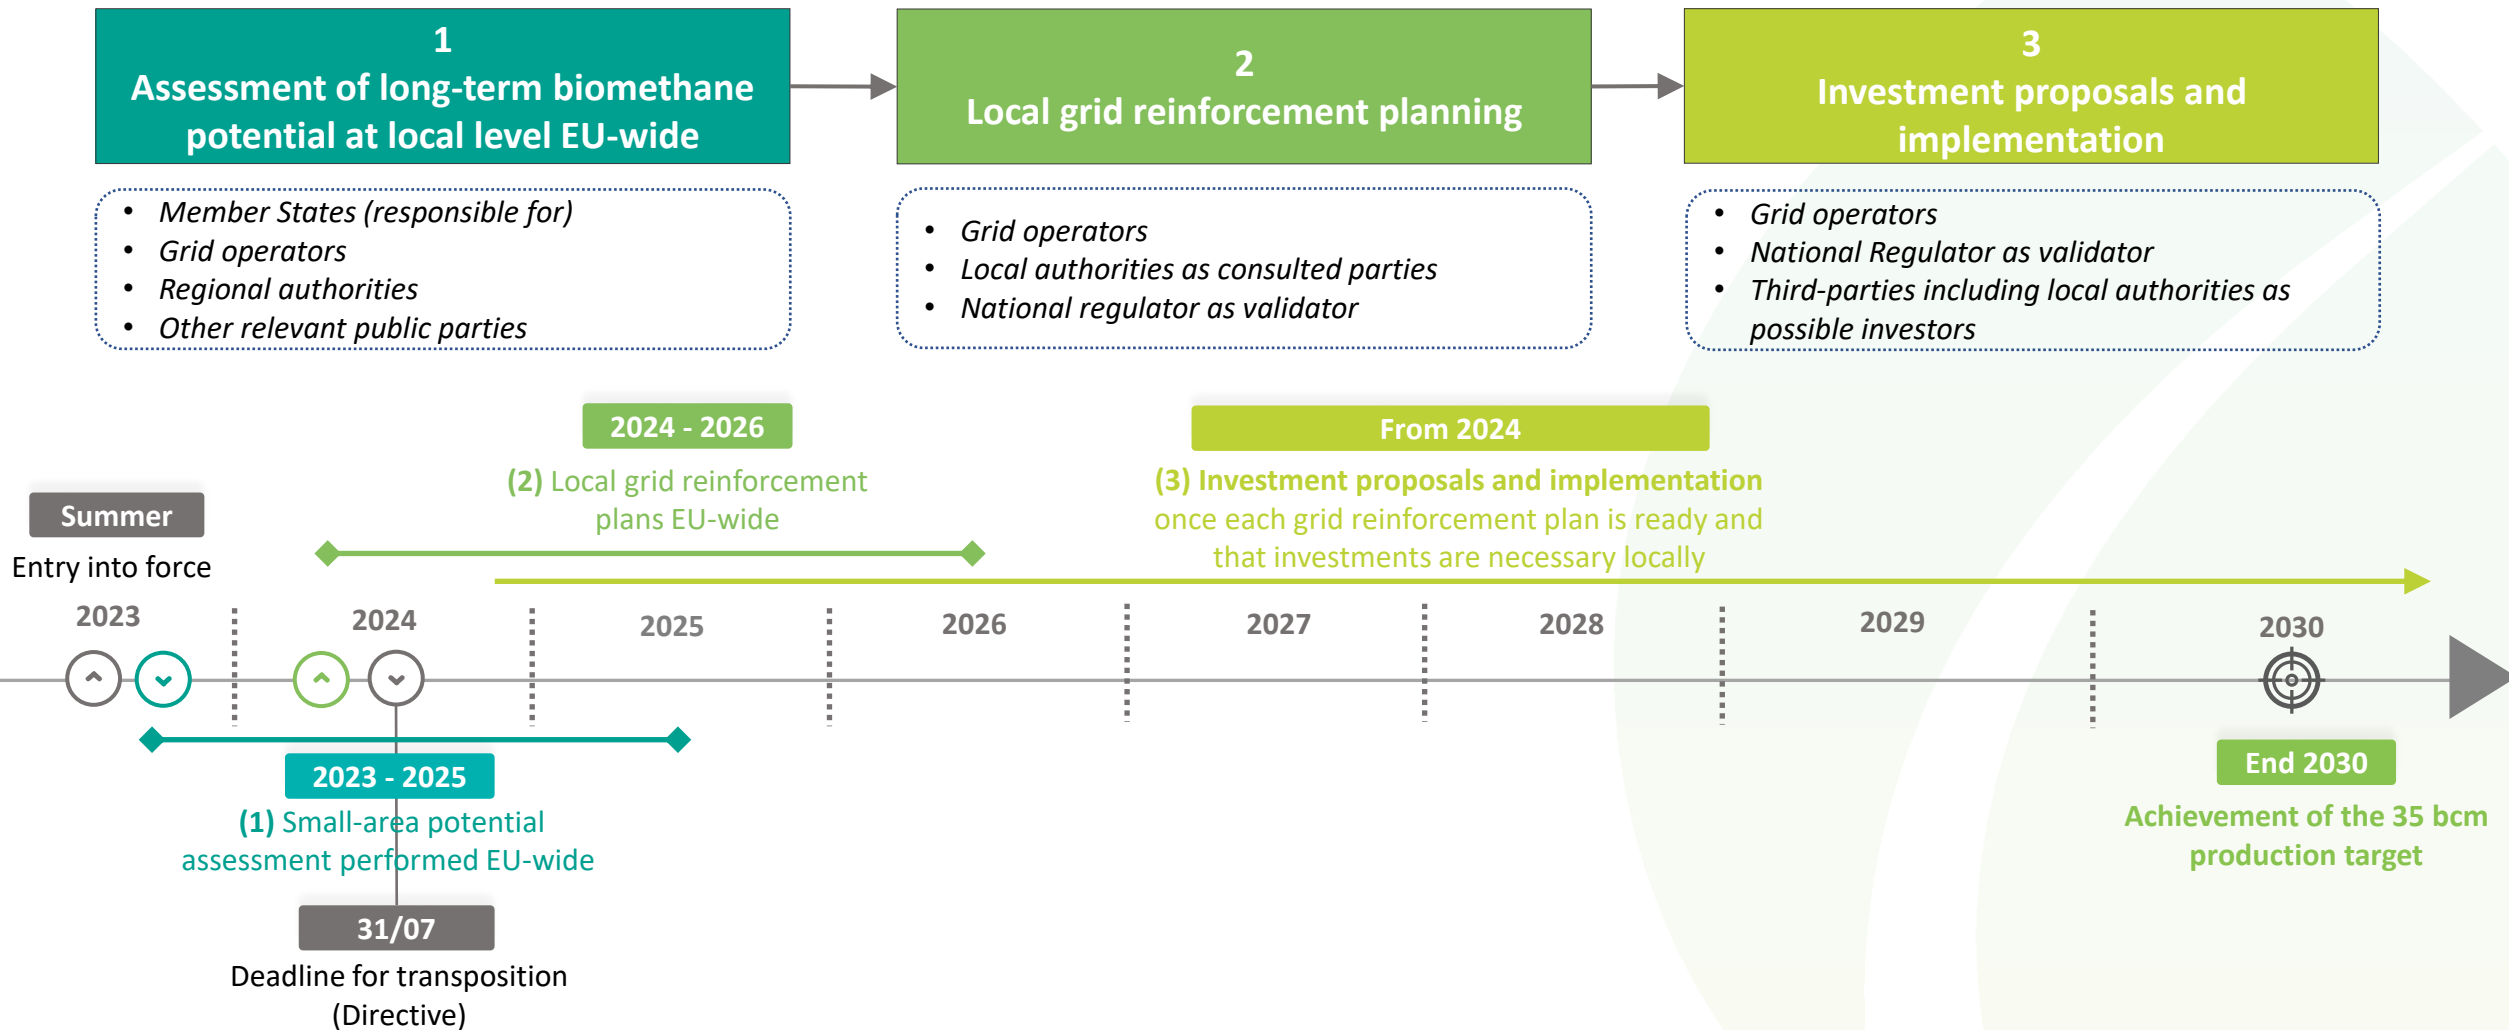 1
Assessment of long-term biomethane
potential at local level EU-wide
2
Local grid reinforcement planning
3
Investment proposals and
implementation
• Member States (responsible for)
• Grid operators
• Regional authorities
• Other relevant public parties
• Grid operators
• Local authorities as consulted parties
• National regulator as validator
• Grid operators
• National Regulator as validator
• Third-parties including local authorities as
possible investors
2024 - 2026
(2) Local grid reinforcement
plans EU-wide
From 2024
(3) Investment proposals and implementation
once each grid reinforcement plan is ready and
that investments are necessary locally
Summer
Entry into force
2023
2024
2025
2026
2027
2028
2029
2030
2023 - 2025
(1) Small-area potential
assessment performed EU-wide
31/07
Deadline for transposition
(Directive)
End 2030
Achievement of the 35 bcm
production target